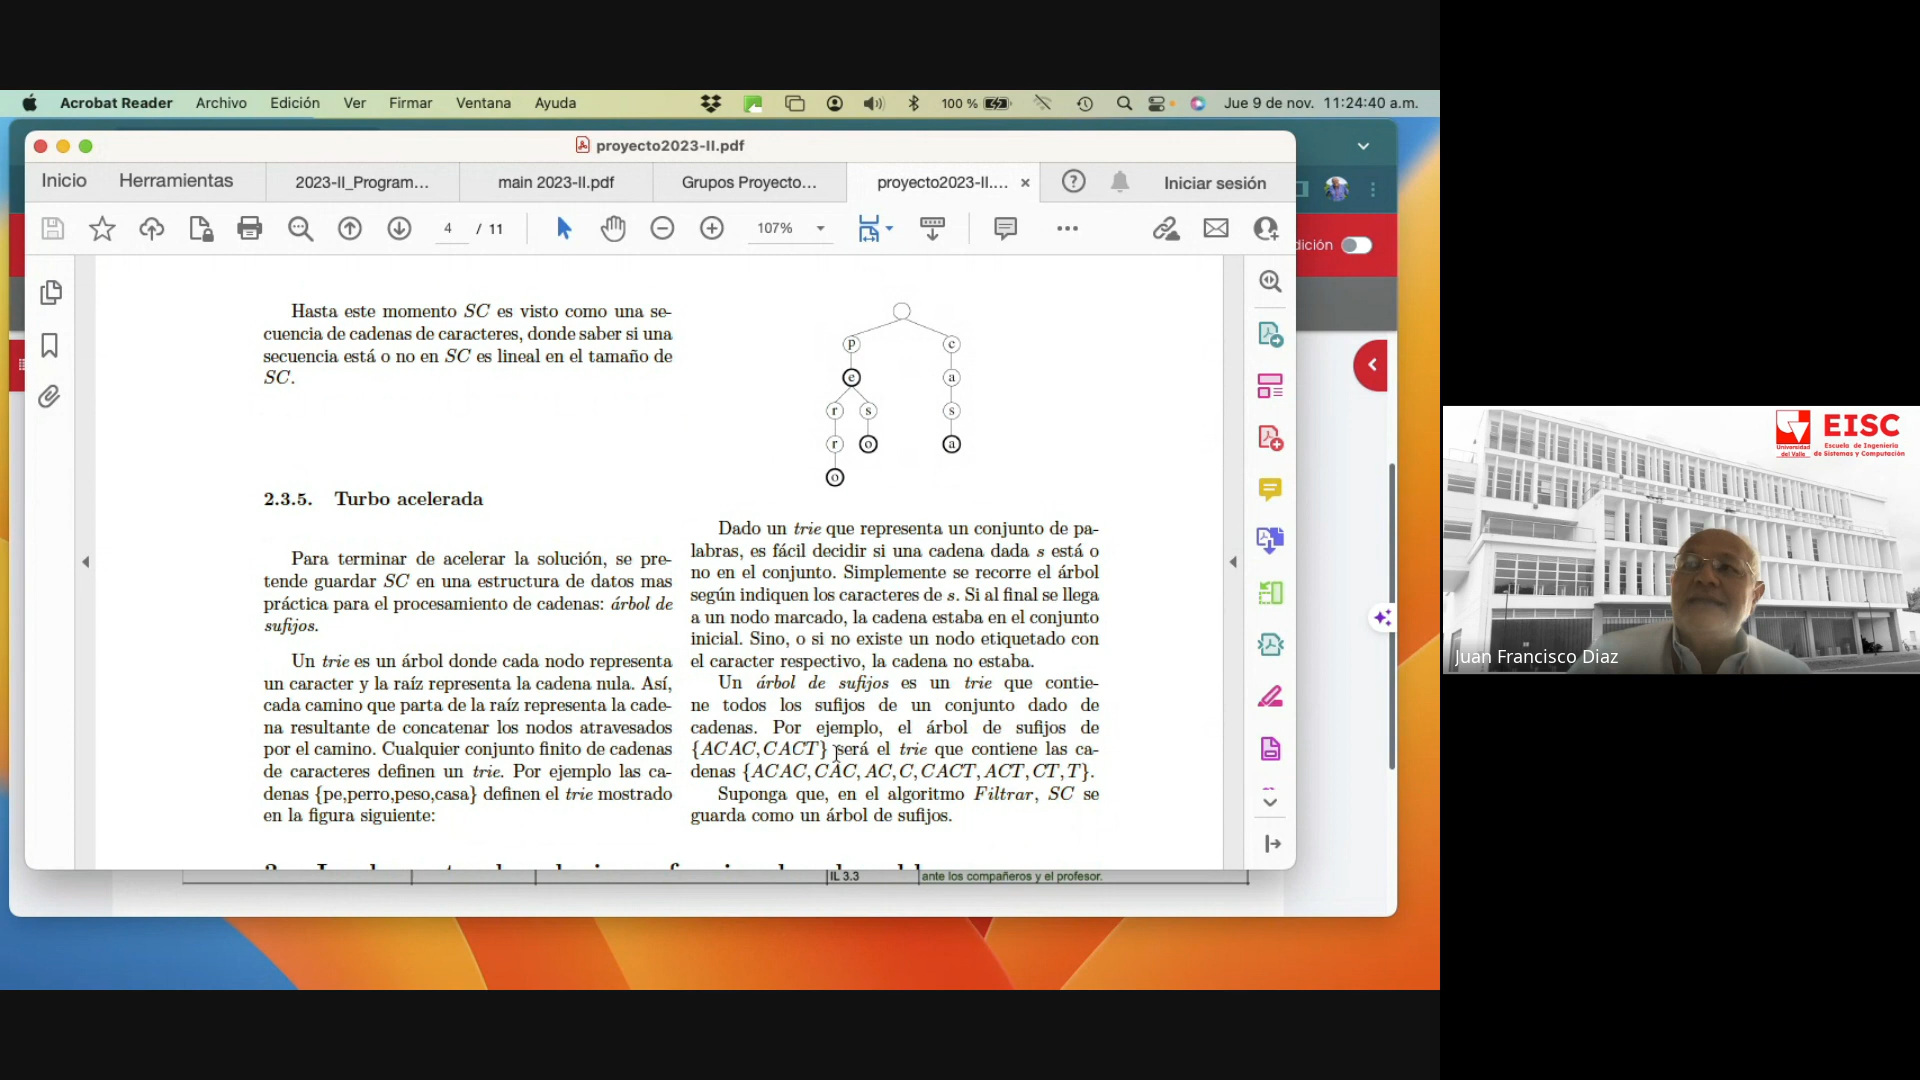 Acrobat Reader Archivo Edición Ver Firmar Ventana Ayuda 100 % Jue 9 de nov. 11:24:40 a.m.
proyecto2023-II.pdf
Inicio Herramientas 2023-II_Program... main 2023-II.pdf Grupos Proyecto... proyecto2023-II.... × Iniciar sesión
4 / 11 107%
dición
Hasta este momento SC es visto como una se-
cuencia de cadenas de caracteres, donde saber si una
secuencia está o no en SC es lineal en el tamaño de
SC.
2.3.5. Turbo acelerada
Para terminar de acelerar la solución, se pre-
tende guardar SC en una estructura de datos mas
práctica para el procesamiento de cadenas: árbol de
sufijos.
Un trie es un árbol donde cada nodo representa
un caracter y la raíz representa la cadena nula. Así,
cada camino que parte de la raíz representa la cade-
na resultante de concatenar los nodos atravesados
por el camino. Cualquier conjunto finito de cadenas
de caracteres definen un trie. Por ejemplo las ca-
denas {pe,perro,peso,casa} definen el trie mostrado
en la figura siguiente:
p c
e a
r s s
r o a
o
Dado un trie que representa un conjunto de pa-
labras, es fácil decidir si una cadena dada s está o
no en el conjunto. Simplemente se recorre el árbol
según indiquen los caracteres de s. Si al final se llega
a un nodo marcado, la cadena estaba en el conjunto
inicial. Sino, o si no existe un nodo etiquetado con
el caracter respectivo, la cadena no estaba.
Un árbol de sufijos es un trie que contie-
ne todos los sufijos de un conjunto dado de
cadenas. Por ejemplo, el árbol de sufijos de
{ACAC, CACT} será el trie que contiene las ca-
denas {ACAC, CAC, AC, C, CACT, ACT, CT, T}.
Suponga que, en el algoritmo Filtrar, SC se
guarda como un árbol de sufijos.
IL 3.3 ante los compañeros y el profesor.
EISC
Escuela de Ingeniería
de Sistemas y Computación
Universidad
del Valle
Juan Francisco Diaz